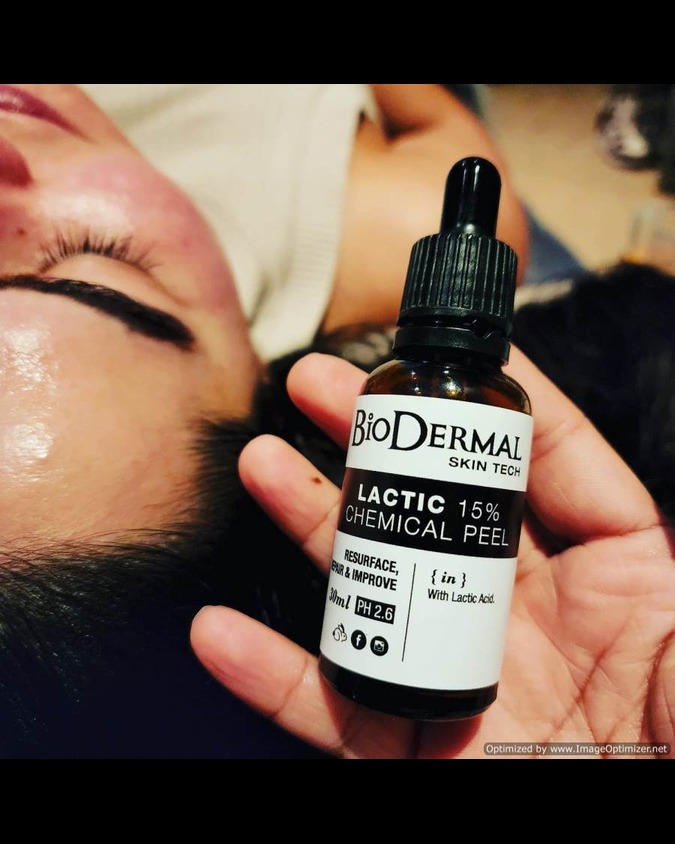 BioDermal
SKIN TECH
LACTIC 15%
CHEMICAL PEEL
RESURFACE,
& IMPROVE
30ml PH 2.6
{ in }
With Lactic Acid.
Optimized by www.ImageOptimizer.net